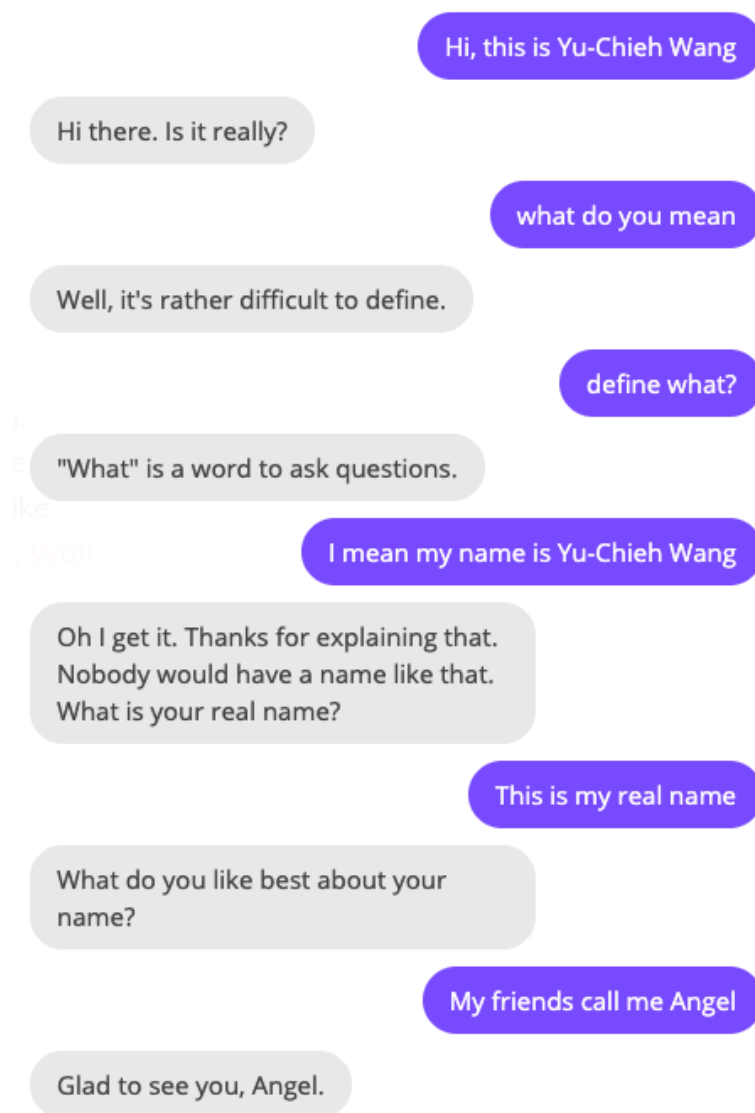 Hi, this is Yu-Chieh Wang
Hi there. Is it really?
what do you mean
Well, it's rather difficult to define.
define what?
"What" is a word to ask questions.
I mean my name is Yu-Chieh Wang
Oh I get it. Thanks for explaining that.
Nobody would have a name like that.
What is your real name?
This is my real name
What do you like best about your
name?
My friends call me Angel
Glad to see you, Angel.